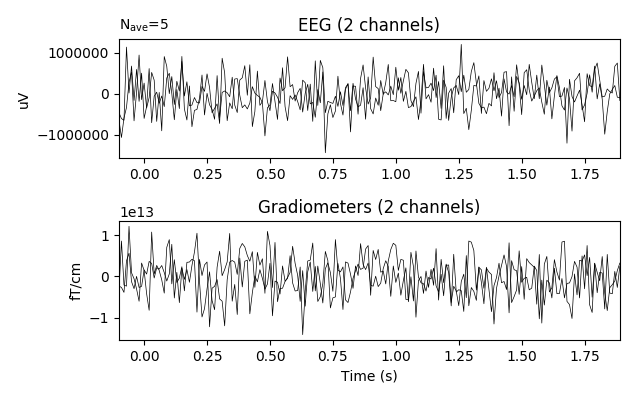 Nave=5
EEG (2 channels)
1000000
0
−1000000
uV
0.00 0.25 0.50 0.75 1.00 1.25 1.50 1.75
1e13
Gradiometers (2 channels)
1
0
−1
fT/cm
0.00 0.25 0.50 0.75 1.00 1.25 1.50 1.75
Time (s)